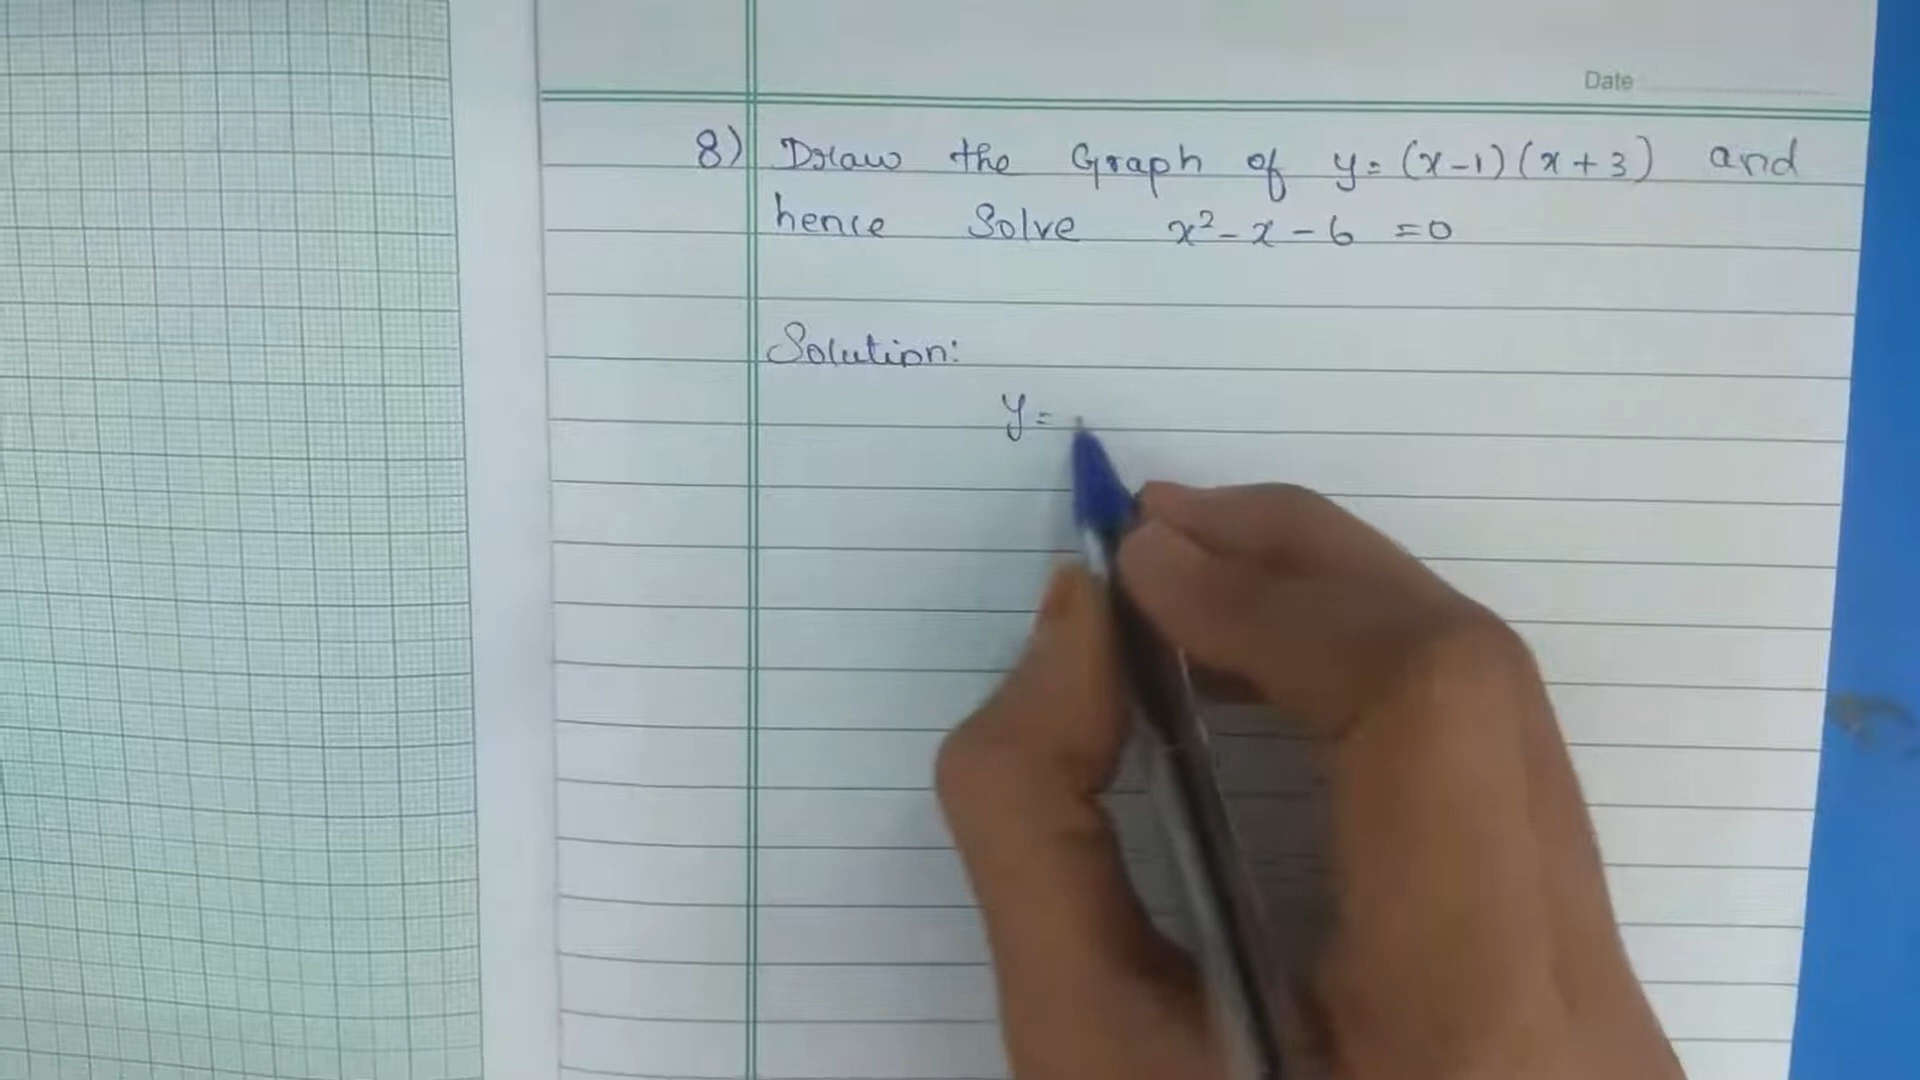 Date
8) Draw the Graph of y=(x-1)(x+3) and
hence Solve x²-x-6 =0
Solution:
y=